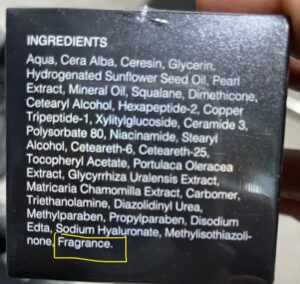 INGREDIENTS
Aqua, Cera Alba, Ceresin, Glycerin,
Hydrogenated Sunflower Seed Oil, Pearl
Extract, Mineral Oil, Squalane, Dimethicone,
Cetearyl Alcohol, Hexapeptide-2, Copper
Tripeptide-1, Xylitylglucoside, Ceramide 3,
Polysorbate 80, Niacinamide, Stearyl
Alcohol, Ceteareth-6, Ceteareth-25,
Tocopheryl Acetate, Portulaca Oleracea
Extract, Glycyrrhiza Uralensis Extract,
Matricaria Chamomilla Extract, Carbomer,
Triethanolamine, Diazolidinyl Urea,
Methylparaben, Propylparaben, Disodium
Edta, Sodium Hyaluronate, Methylisothiazoli-
none, Fragrance.